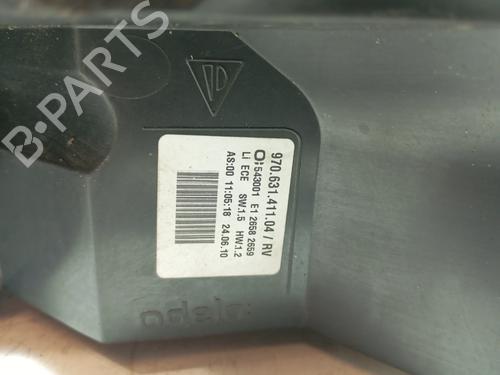 B-PARTS
970.631.411.04 / RV
543001 E1 2658 2659
LI ECE SW.1.5 HW.1.2
AS:00 11:05:18 24.06.10
odelo